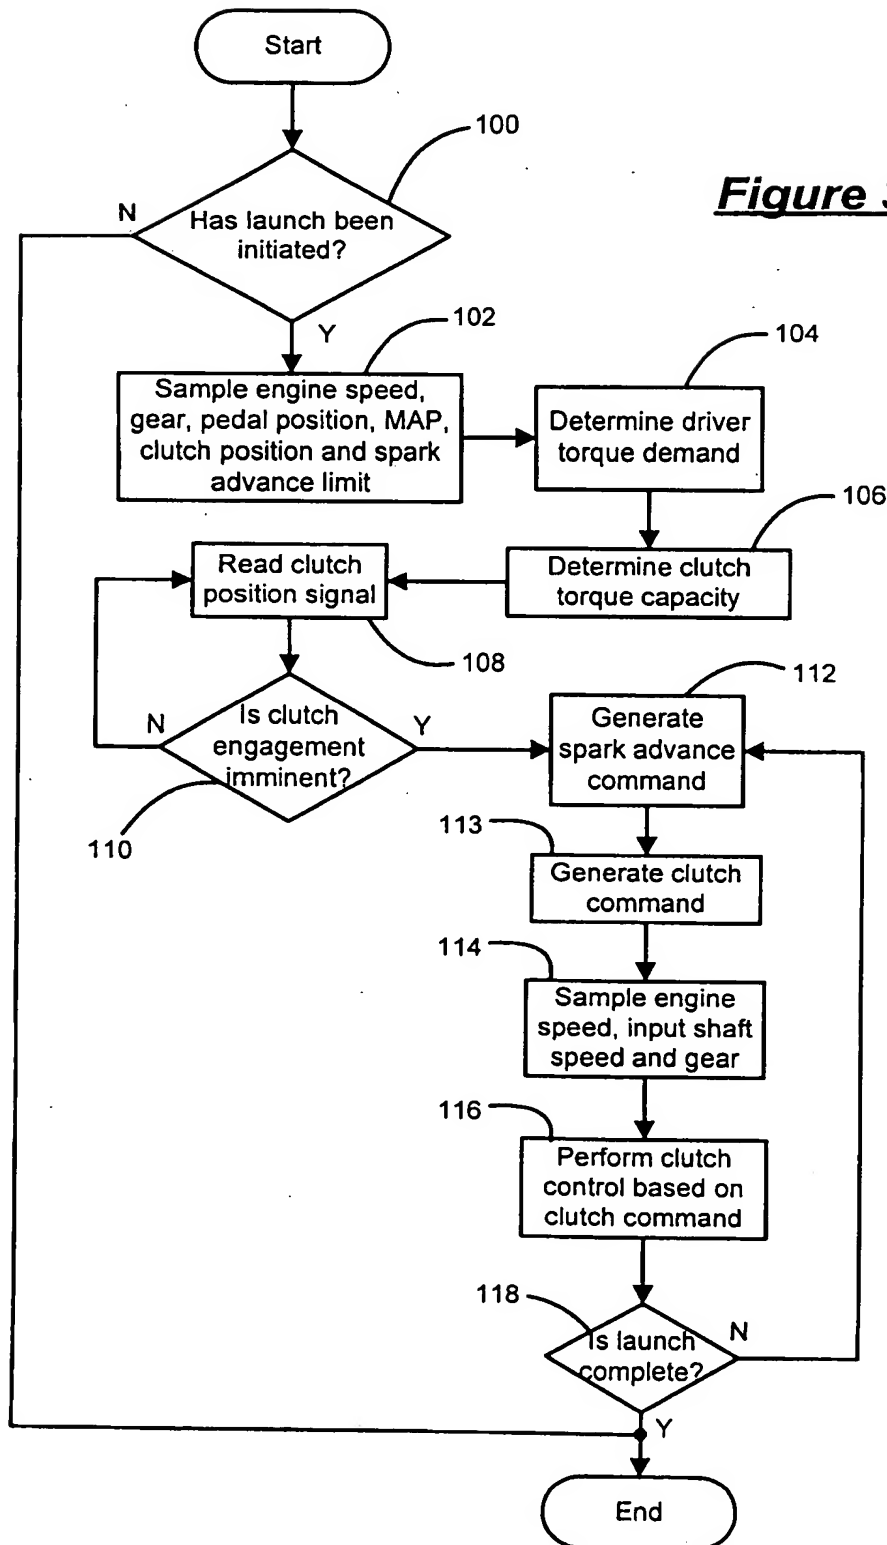 Start
100
Figure
N
Has launch been
initiated?
Y
102
104
Sample engine speed,
gear, pedal position, MAP,
clutch position and spark
advance limit
Determine driver
torque demand
106
Read clutch
position signal
Determine clutch
torque capacity
108
112
N
Is clutch
engagement
imminent?
Y
Generate
spark advance
command
110
113
Generate clutch
command
114
Sample engine
speed, input shaft
speed and gear
116
Perform clutch
control based on
clutch command
118
Is launch
complete?
N
Y
End